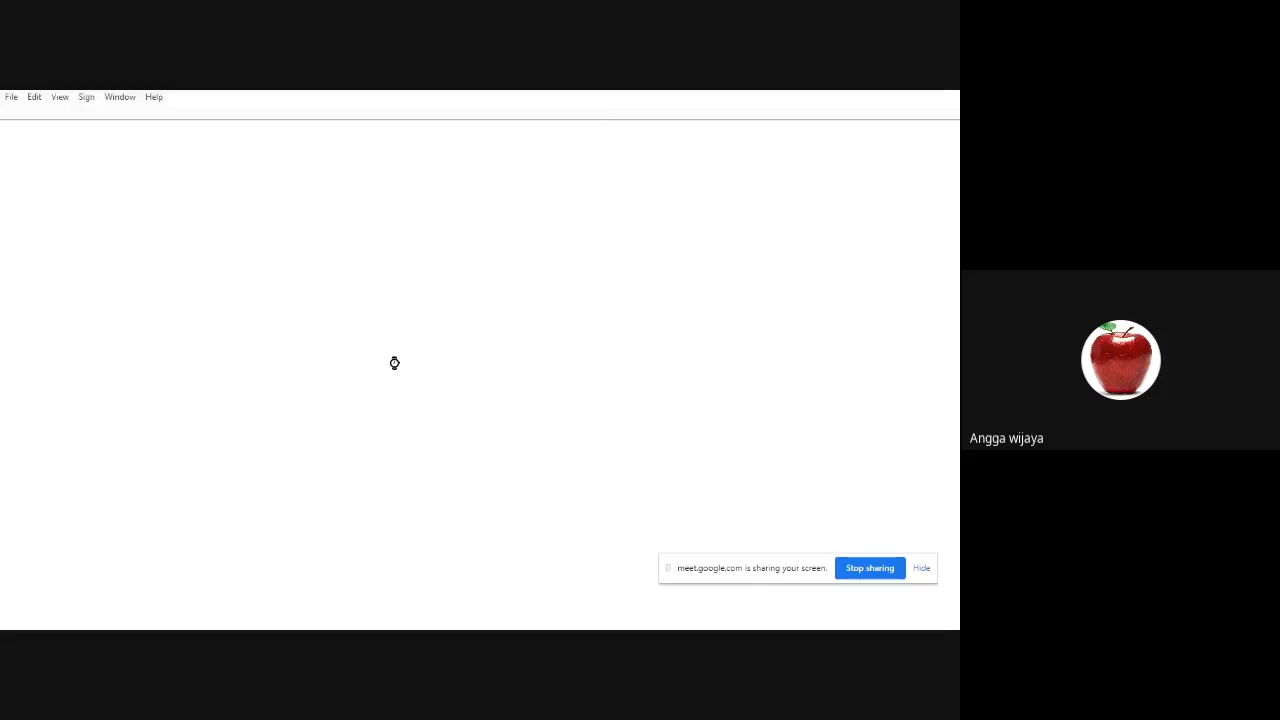 File Edit View Sign Window Help
meet.google.com is sharing your screen. Stop sharing Hide
Angga wijaya